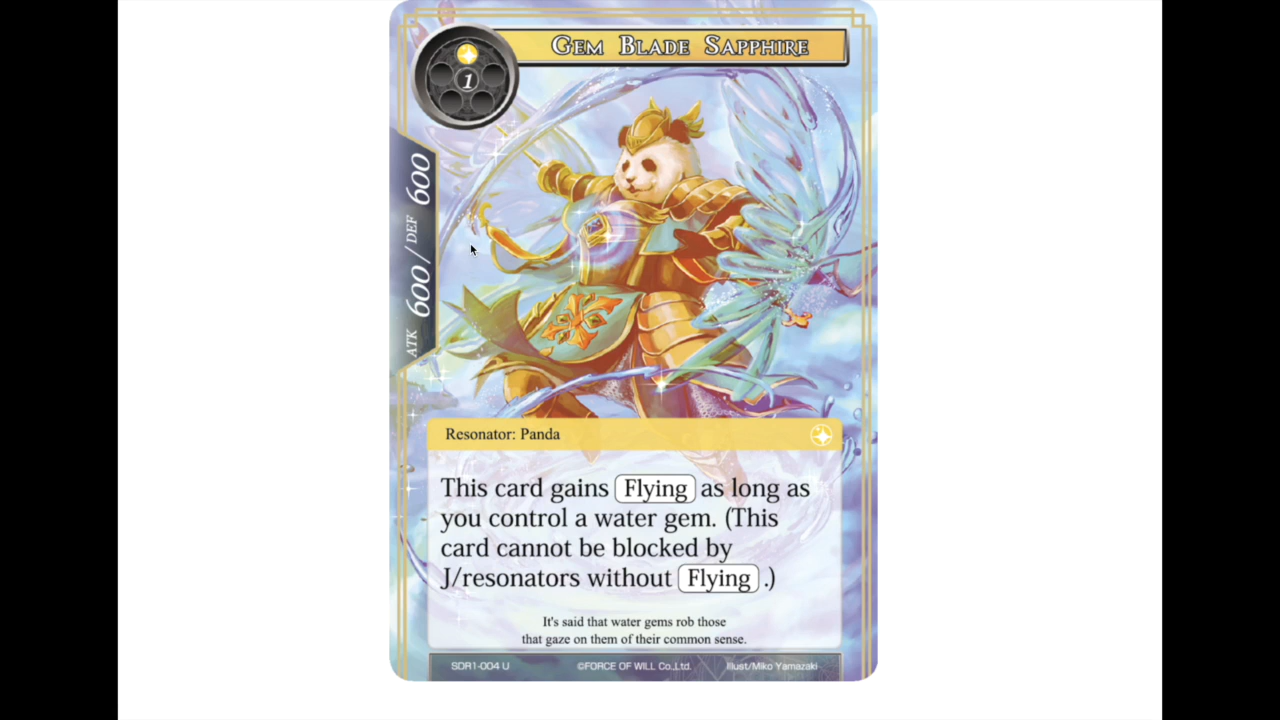 GEM BLADE SAPPHIRE
1
ATK 600 / DEF 600
Resonator: Panda
This card gains Flying as long as
you control a water gem. (This
card cannot be blocked by
J/resonators without Flying .)
It's said that water gems rob those
that gaze on them of their common sense.
SDR1-004 U ©FORCE OF WILL Co.,Ltd. Illust/Miko Yamazaki